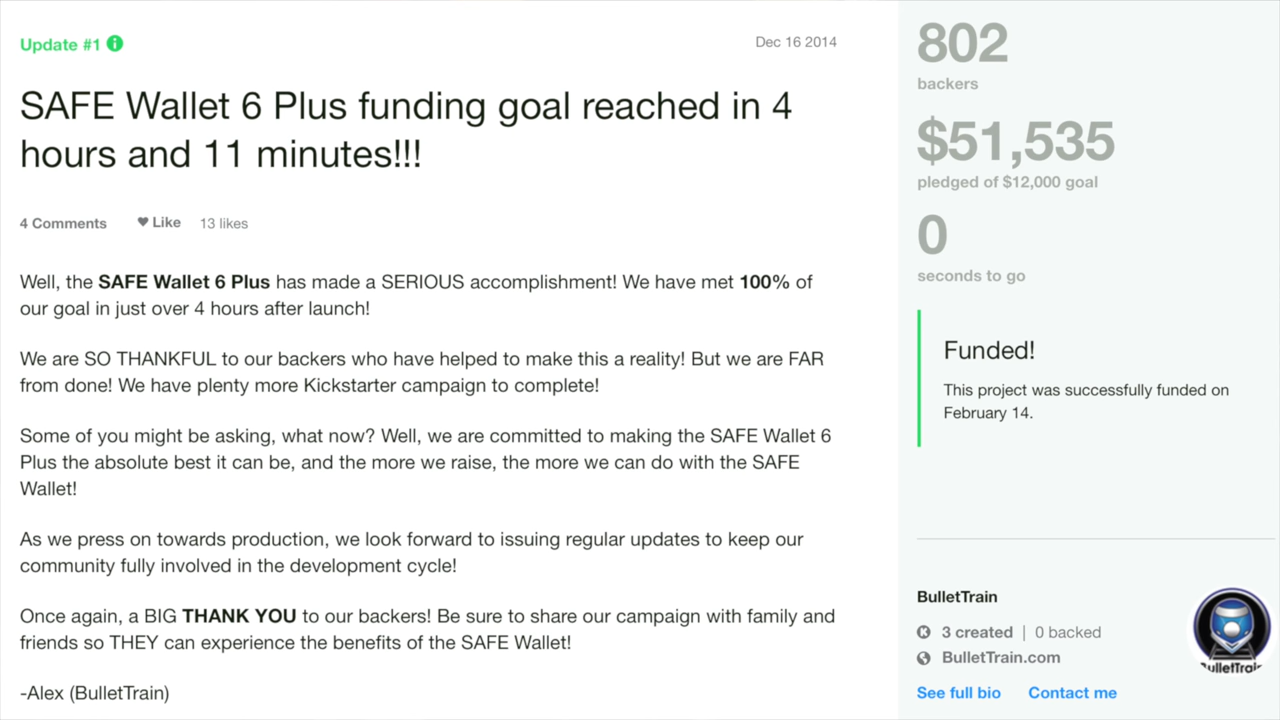 Update #1
Dec 16 2014
SAFE Wallet 6 Plus funding goal reached in 4
hours and 11 minutes!!!
4 Comments Like 13 likes
Well, the SAFE Wallet 6 Plus has made a SERIOUS accomplishment! We have met 100% of
our goal in just over 4 hours after launch!
We are SO THANKFUL to our backers who have helped to make this a reality! But we are FAR
from done! We have plenty more Kickstarter campaign to complete!
Some of you might be asking, what now? Well, we are committed to making the SAFE Wallet 6
Plus the absolute best it can be, and the more we raise, the more we can do with the SAFE
Wallet!
As we press on towards production, we look forward to issuing regular updates to keep our
community fully involved in the development cycle!
Once again, a BIG THANK YOU to our backers! Be sure to share our campaign with family and
friends so THEY can experience the benefits of the SAFE Wallet!
-Alex (BulletTrain)
802
backers
$51,535
pledged of $12,000 goal
0
seconds to go
Funded!
This project was successfully funded on
February 14.
BulletTrain
3 created | 0 backed
BulletTrain.com
See full bio Contact me
BulletTrain